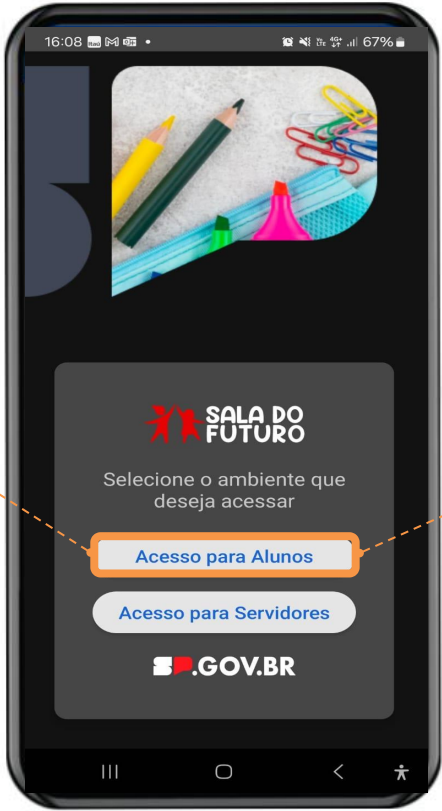 16:08
4G+
67%
SALA DO
FUTURO
Selecione o ambiente que
deseja acessar
Acesso para Alunos
Acesso para Servidores
SP.GOV.BR